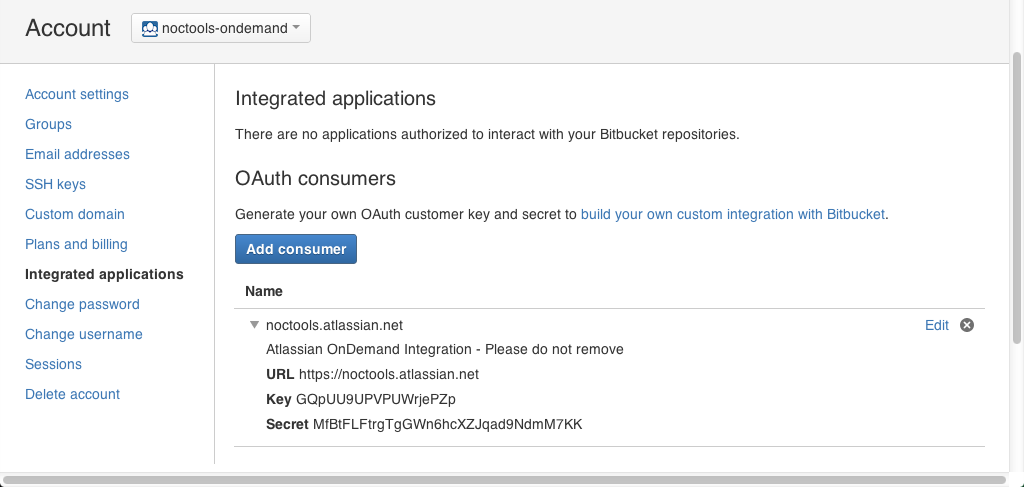 Account
noctools-ondemand
Account settings
Groups
Email addresses
SSH keys
Custom domain
Plans and billing
Integrated applications
Change password
Change username
Sessions
Delete account
Integrated applications
There are no applications authorized to interact with your Bitbucket repositories.
OAuth consumers
Generate your own OAuth customer key and secret to build your own custom integration with Bitbucket.
Add consumer
Name
noctools.atlassian.net
Edit
Atlassian OnDemand Integration - Please do not remove
URL https://noctools.atlassian.net
Key GQpUU9UPVPUWrjePZp
Secret MfBtFLFtrgTgGWn6hcXZJqad9NdmM7KK